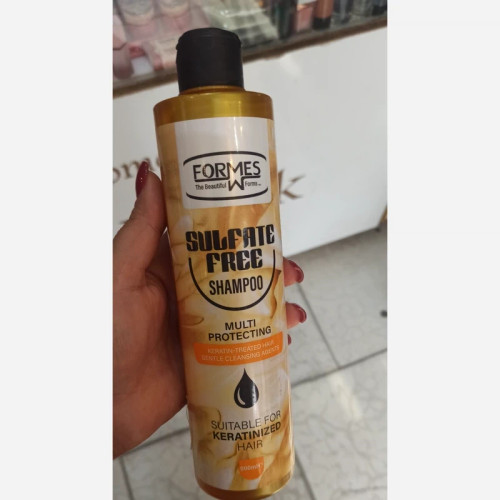 FORMES
The Beautiful Forms
SULFATE
FREE
SHAMPOO
MULTI
PROTECTING
KERATIN-TREATED HAIR
GENTLE CLEANSING AGENTS
SUITABLE FOR
KERATINIZED
HAIR